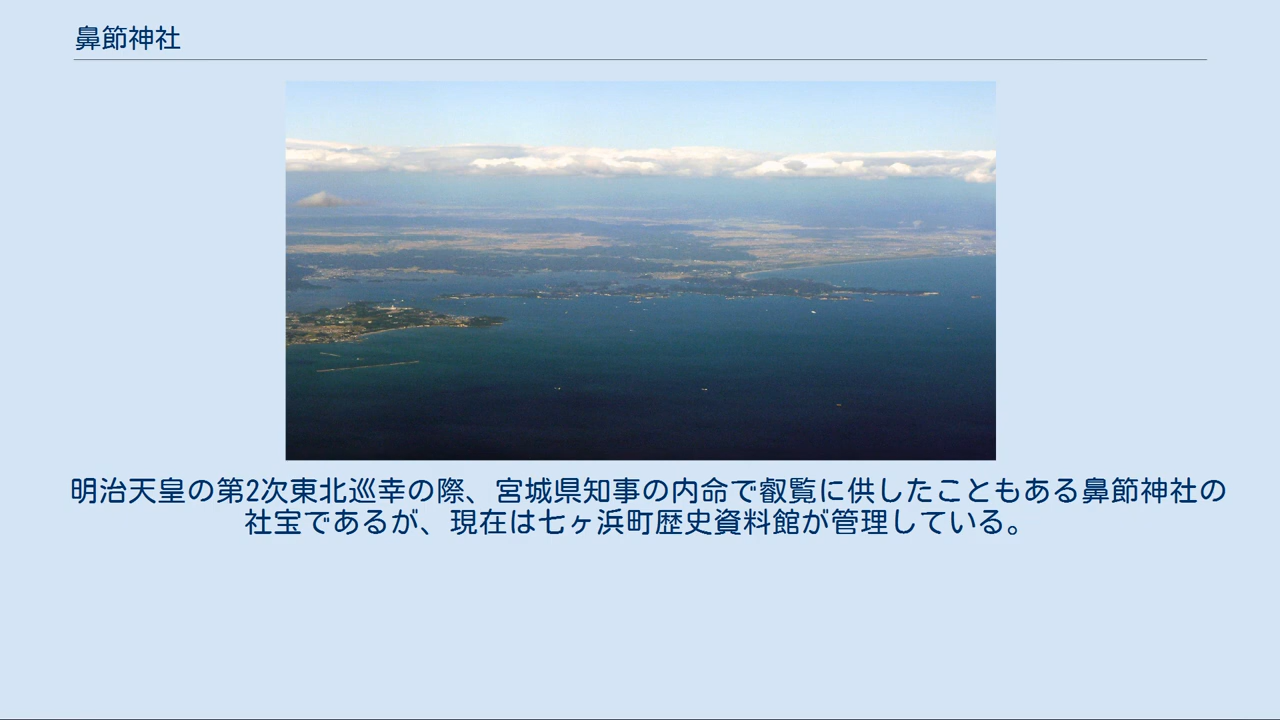 鼻節神社
明治天皇の第2次東北巡幸の際、宮城県知事の内命で叡覧に供したこともある鼻節神社の
社宝であるが、現在は七ヶ浜町歴史資料館が管理している。